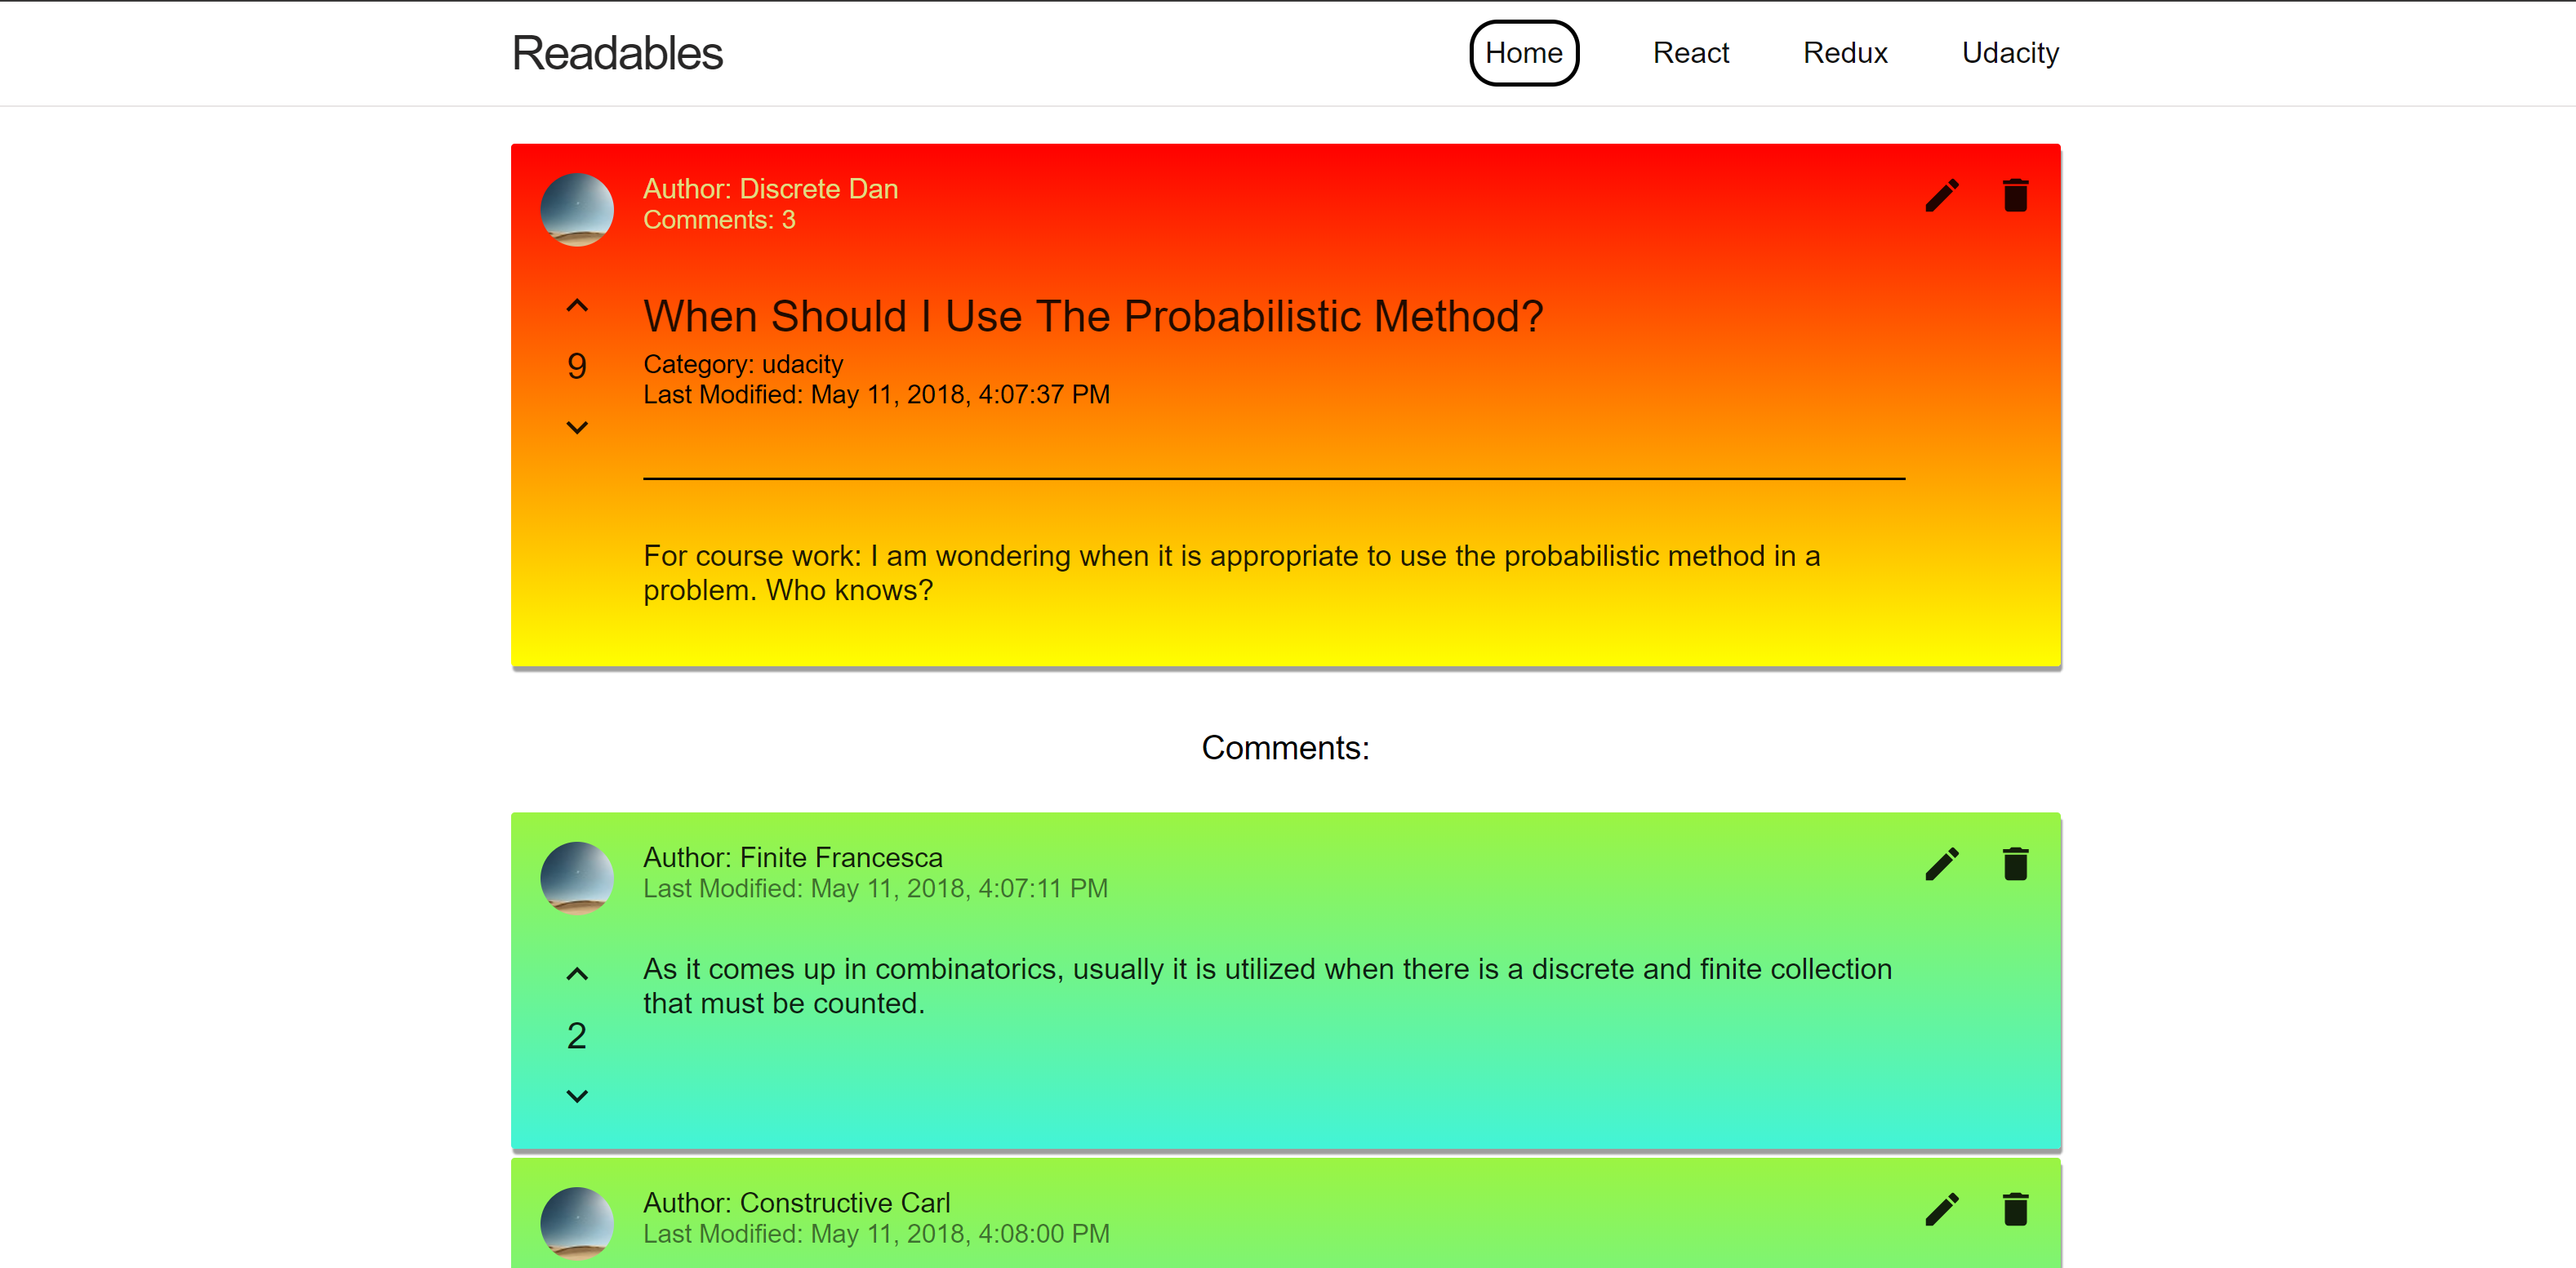 Readables
Home
React
Redux
Udacity
Author: Discrete Dan
Comments: 3
When Should I Use The Probabilistic Method?
9
Category: udacity
Last Modified: May 11, 2018, 4:07:37 PM
For course work: I am wondering when it is appropriate to use the probabilistic method in a
problem. Who knows?
Comments:
Author: Finite Francesca
Last Modified: May 11, 2018, 4:07:11 PM
As it comes up in combinatorics, usually it is utilized when there is a discrete and finite collection
that must be counted.
2
Author: Constructive Carl
Last Modified: May 11, 2018, 4:08:00 PM